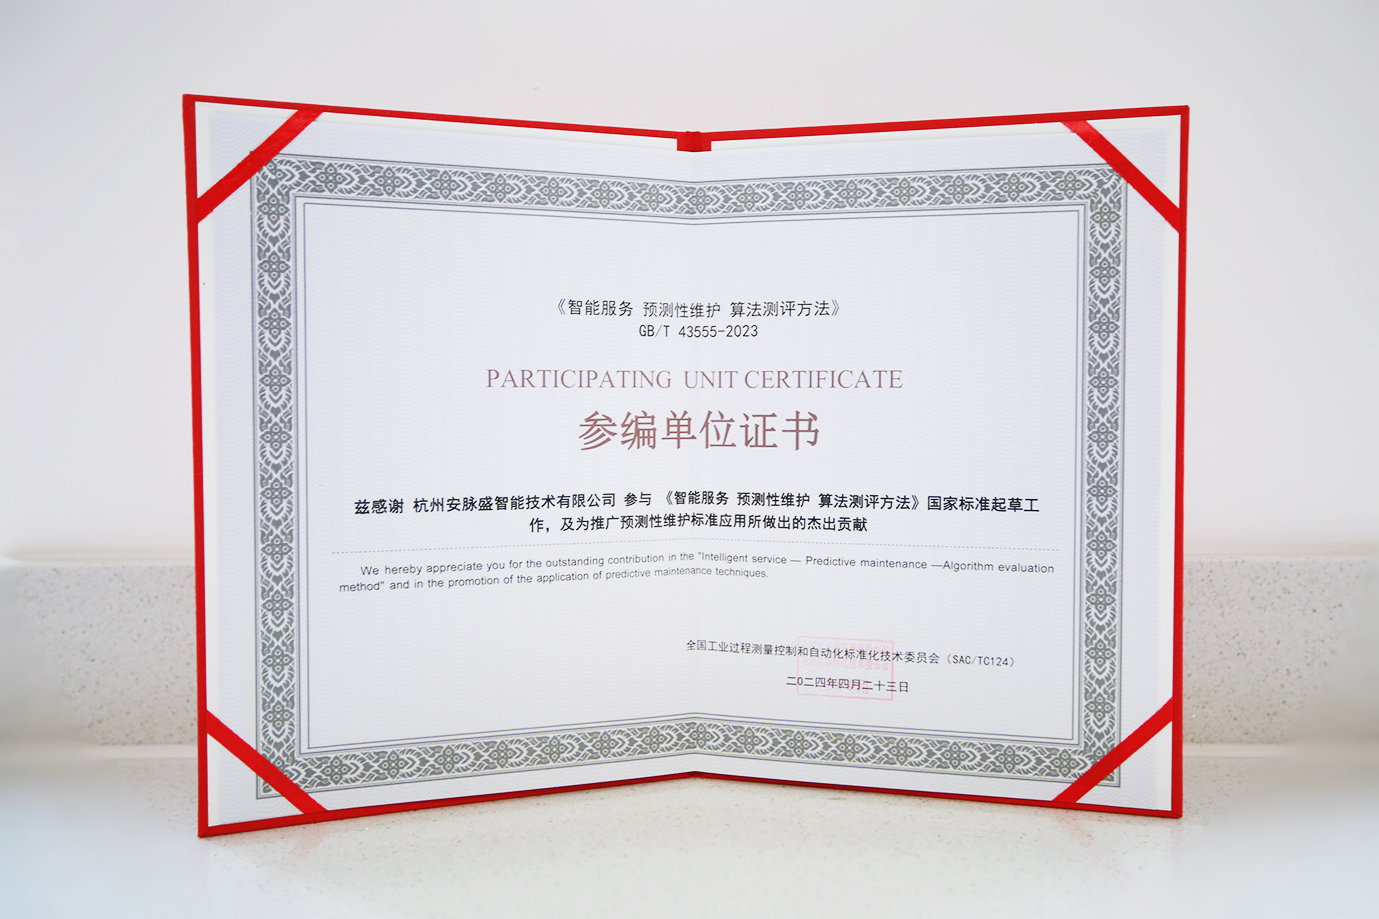 《智能服务 预测性维护 算法测评方法》
GB/T 43555-2023
PARTICIPATING UNIT CERTIFICATE
参编单位证书
兹感谢 杭州安脉盛智能技术有限公司 参与 《智能服务 预测性维护 算法测评方法》国家标准起草工
作，及为推广预测性维护标准应用所做出的杰出贡献
We hereby appreciate you for the outstanding contribution in the "Intelligent service — Predictive maintenance —Algorithm evaluation
method" and in the promotion of the application of predictive maintenance techniques.
全国工业过程测量控制和自动化标准化技术委员会（SAC/TC124）
二0二四年四月二十三日